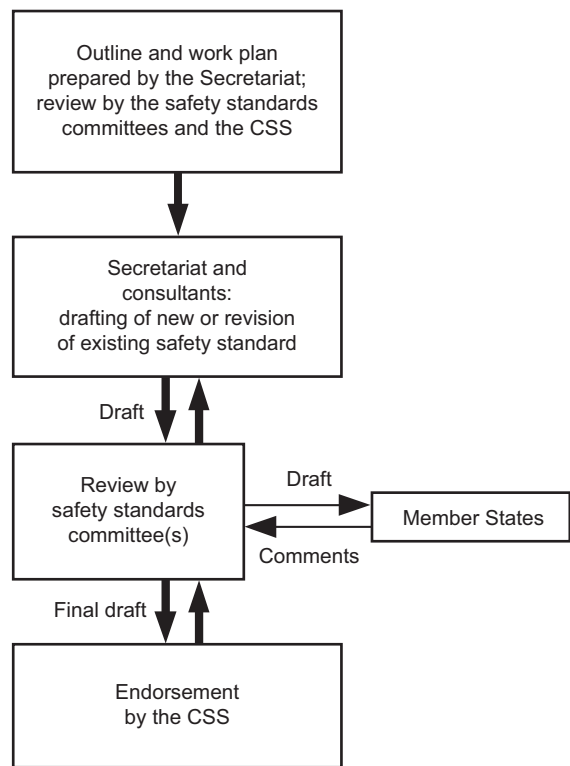 Outline and work plan
prepared by the Secretariat;
review by the safety standards
committees and the CSS
Secretariat and
consultants:
drafting of new or revision
of existing safety standard
Draft
Review by
safety standards
committee(s)
Draft
Member States
Comments
Final draft
Endorsement
by the CSS